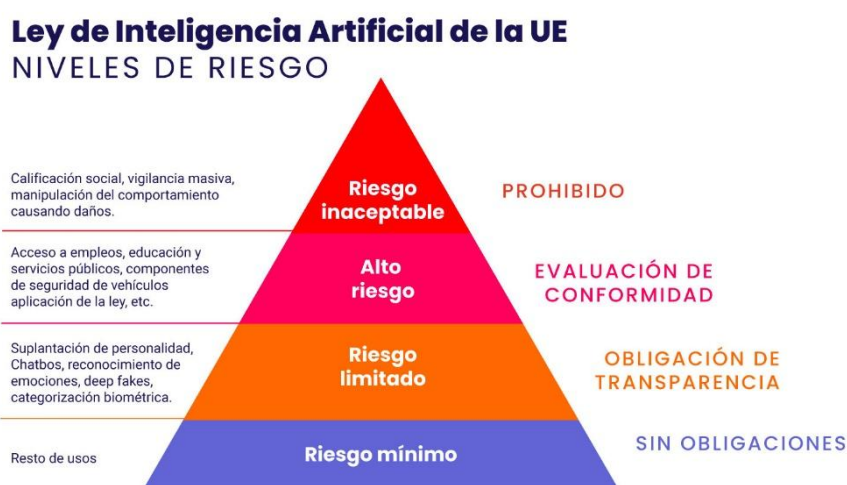 Ley de Inteligencia Artificial de la UE
NIVELES DE RIESGO
Calificación social, vigilancia masiva,
manipulación del comportamiento
causando daños.
Riesgo
inaceptable
PROHIBIDO
Acceso a empleos, educación y
servicios públicos, componentes
de seguridad de vehículos
aplicación de la ley, etc.
Alto
riesgo
EVALUACIÓN DE
CONFORMIDAD
Suplantación de personalidad,
Chatbos, reconocimiento de
emociones, deep fakes,
categorización biométrica.
Riesgo
limitado
OBLIGACIÓN DE
TRANSPARENCIA
Resto de usos
Riesgo mínimo
SIN OBLIGACIONES